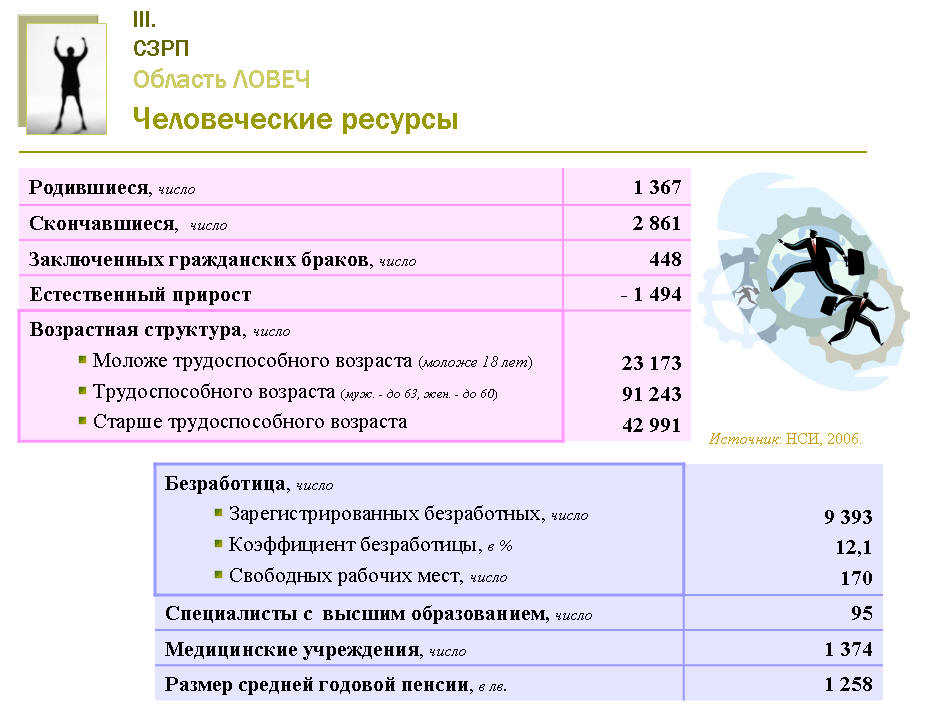 III.
СЗРП
Область ЛОВЕЧ
Человеческие ресурсы
Родившиеся, число 1 367
Скончавшиеся, число 2 861
Заключенных гражданских браков, число 448
Естественный прирост - 1 494
Возрастная структура, число
Моложе трудоспособного возраста (моложе 18 лет) 23 173
Трудоспособного возраста (муж. - до 63, жен. - до 60) 91 243
Старше трудоспособного возраста 42 991
Источник: НСИ, 2006.
Безработица, число
Зарегистрированных безработных, число 9 393
Коэффициент безработицы, в % 12,1
Свободных рабочих мест, число 170
Специалисты с высшим образованием, число 95
Медицинские учреждения, число 1 374
Размер средней годовой пенсии, в лв. 1 258